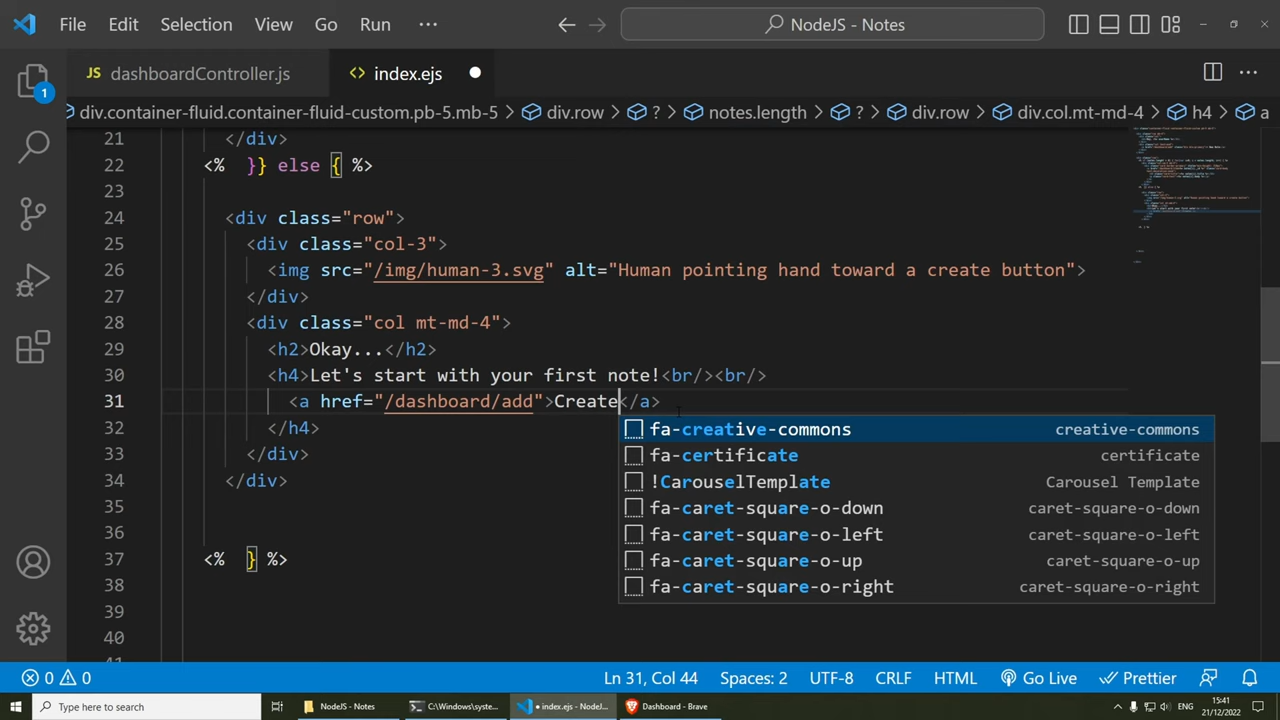 File Edit Selection View Go Run ··· NodeJS - Notes
JS dashboardController.js <> index.ejs
div.container-fluid.container-fluid-custom.pb-5.mb-5 > div.row > ? > notes.length > ? > div.row > div.col.mt-md-4 > h4 > a
21 </div>
22 <% }} else { %>
23
24 <div class="row">
25 <div class="col-3">
26 <img src="/img/human-3.svg" alt="Human pointing hand toward a create button">
27 </div>
28 <div class="col mt-md-4">
29 <h2>Okay...</h2>
30 <h4>Let's start with your first note!<br/><br/>
31 <a href="/dashboard/add">Create</a>
32 </h4>
33 </div>
34 </div>
35
36
37 <% } %>
38
39
40
fa-creative-commons creative-commons
fa-certificate certificate
!CarouselTemplate Carousel Template
fa-caret-square-o-down caret-square-o-down
fa-caret-square-o-left caret-square-o-left
fa-caret-square-o-up caret-square-o-up
fa-caret-square-o-right caret-square-o-right
1
0 0 Ln 31, Col 44 Spaces: 2 UTF-8 CRLF HTML Go Live Prettier
Type here to search NodeJS - Notes C:\Windows\syste... index.ejs - NodeJ... Dashboard - Brave ENG 15:41
21/12/2022